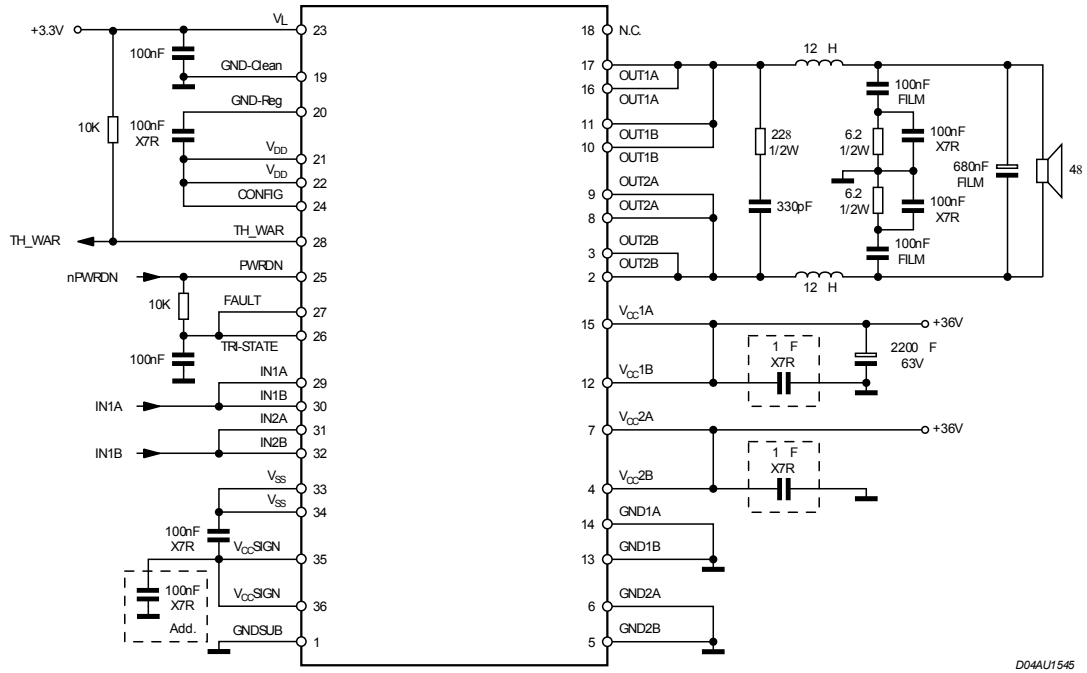 +3.3V
VL
23
100nF
GND-Clean
19
GND-Reg
20
10K
100nF
X7R
VDD
21
VDD
22
CONFIG
24
TH_WAR
TH_WAR
28
nPWRDN
PWRDN
25
10K
FAULT
27
TRI-STATE
26
100nF
IN1A
29
IN1A
IN1B
30
IN2A
31
IN1B
IN2B
32
VSS
33
VSS
34
100nF
X7R
VCCSIGN
35
100nF
X7R
Add.
VCCSIGN
36
GNDSUB
1
18
N.C.
17
OUT1A
16
OUT1A
11
OUT1B
10
OUT1B
9
OUT2A
8
OUT2A
3
OUT2B
2
OUT2B
12 H
228
1/2W
330pF
100nF
FILM
6.2
1/2W
100nF
X7R
6.2
1/2W
100nF
X7R
100nF
FILM
680nF
FILM
48
12 H
15
VCC1A
+36V
1 F
X7R
2200 F
63V
12
VCC1B
7
VCC2A
+36V
1 F
X7R
4
VCC2B
14
GND1A
13
GND1B
6
GND2A
5
GND2B
D04AU1545